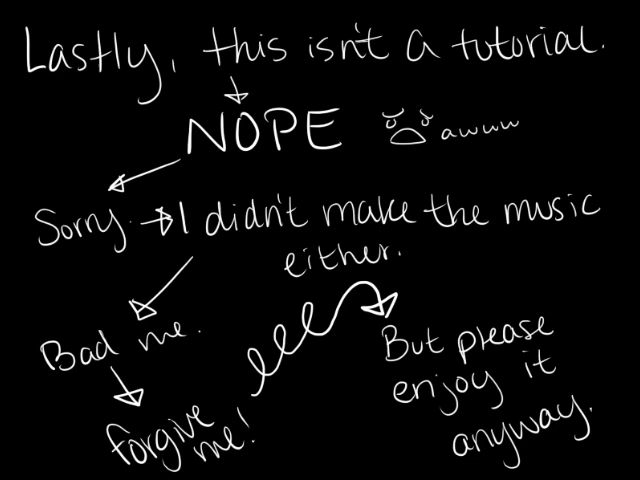 Lastly, this isn't a tutorial.
NOPE
awww
Sorry. I didn't make the music
either.
Bad me.
forgive
me!
But please
enjoy it
anyway.